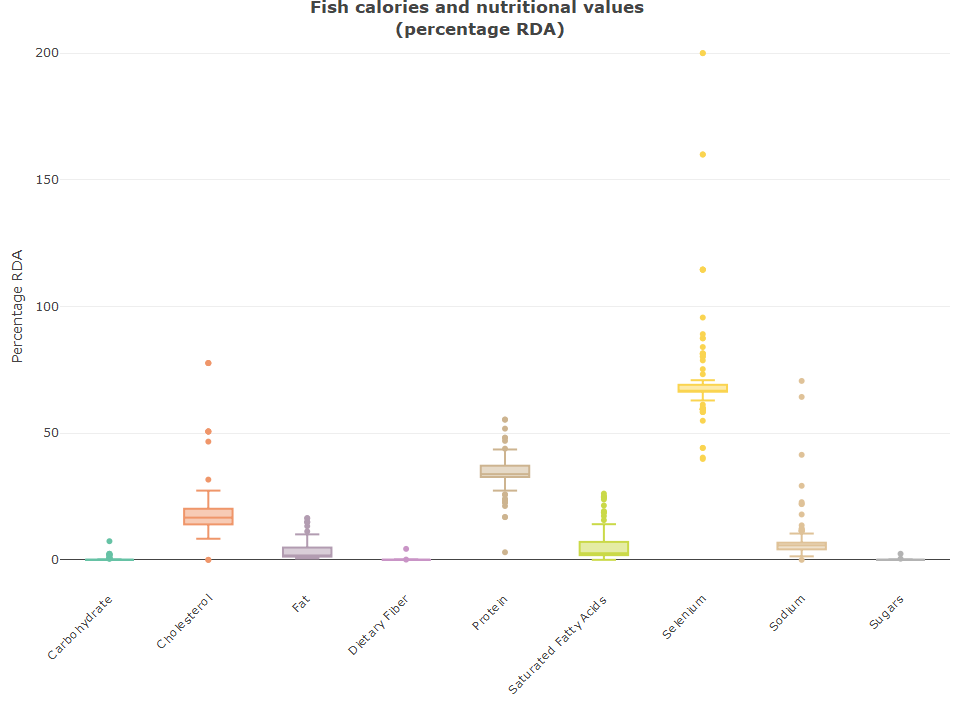 Fish calories and nutritional values
(percentage RDA)
200
150
100
50
0
Percentage RDA
Carbohydrate
Cholesterol
Fat
Dietary Fiber
Protein
Saturated Fatty Acids
Selenium
Sodium
Sugars